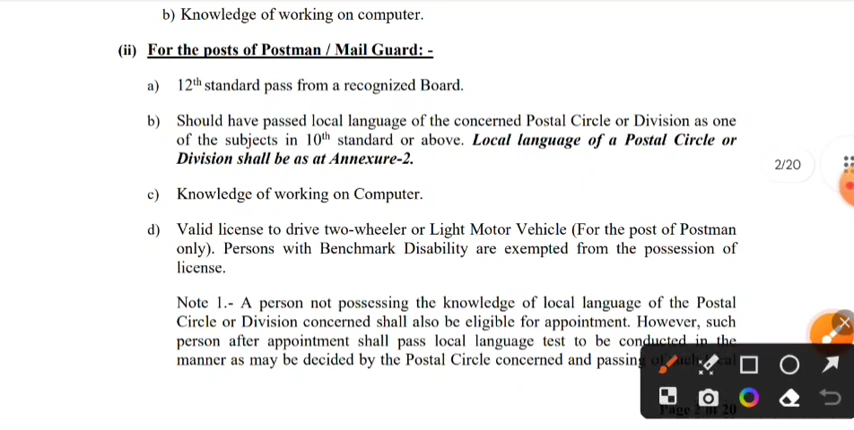 b) Knowledge of working on computer.
(ii) For the posts of Postman / Mail Guard: -
a) 12th standard pass from a recognized Board.
b) Should have passed local language of the concerned Postal Circle or Division as one
of the subjects in 10th standard or above. Local language of a Postal Circle or
Division shall be as at Annexure-2.
2/20
c) Knowledge of working on Computer.
d) Valid license to drive two-wheeler or Light Motor Vehicle (For the post of Postman
only). Persons with Benchmark Disability are exempted from the possession of
license.
Note 1.- A person not possessing the knowledge of local language of the Postal
Circle or Division concerned shall also be eligible for appointment. However, such
person after appointment shall pass local language test to be conducted in the
manner as may be decided by the Postal Circle concerned and passing
Page 2 of 20